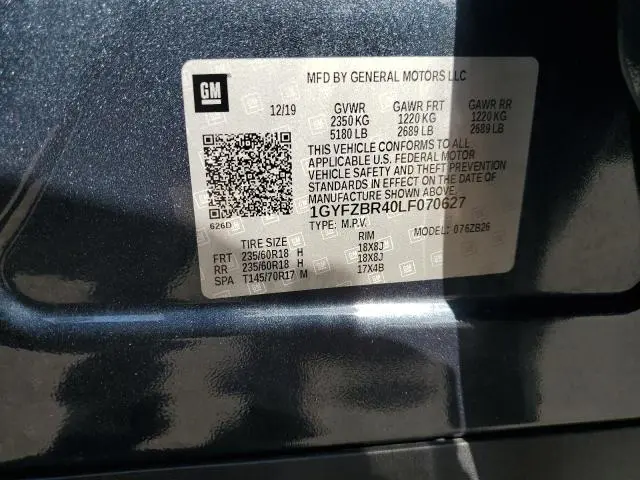 GM
MFD BY GENERAL MOTORS LLC
12/19 GVWR GAWR FRT GAWR RR
2350 KG 1220 KG 1220 KG
5180 LB 2689 LB 2689 LB
THIS VEHICLE CONFORMS TO ALL
APPLICABLE U.S. FEDERAL MOTOR
VEHICLE SAFETY AND THEFT PREVENTION
STANDARDS IN EFFECT ON THE DATE OF
MANUFACTURE SHOWN ABOVE.
1GYFZBR40LF070627
626D TYPE: M.P.V. MODEL: 076ZB26
TIRE SIZE RIM
FRT 235/60R18 H 18X8J
RR 235/60R18 H 18X8J
SPA T145/70R17 M 17X4B